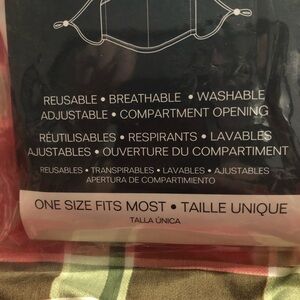 REUSABLE • BREATHABLE • WASHABLE
ADJUSTABLE • COMPARTMENT OPENING
RÉUTILISABLES • RESPIRANTS • LAVABLES
AJUSTABLES • OUVERTURE DU COMPARTIMENT
REUSABLES • TRANSPIRABLES • LAVABLES • AJUSTABLES
APERTURA DE COMPARTIMIENTO
ONE SIZE FITS MOST • TAILLE UNIQUE
TALLA ÚNICA